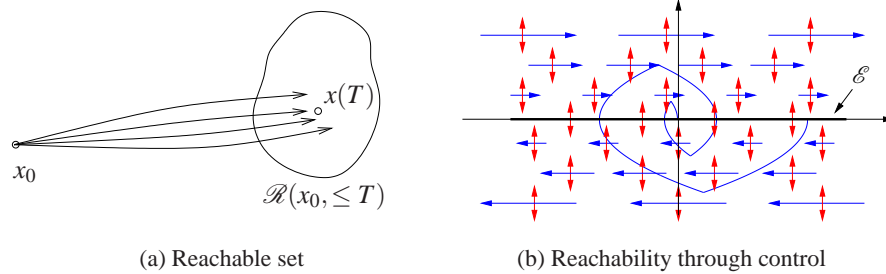 x(T)
x₀
ℛ(x₀, ≤ T)
ℰ
(a) Reachable set
(b) Reachability through control